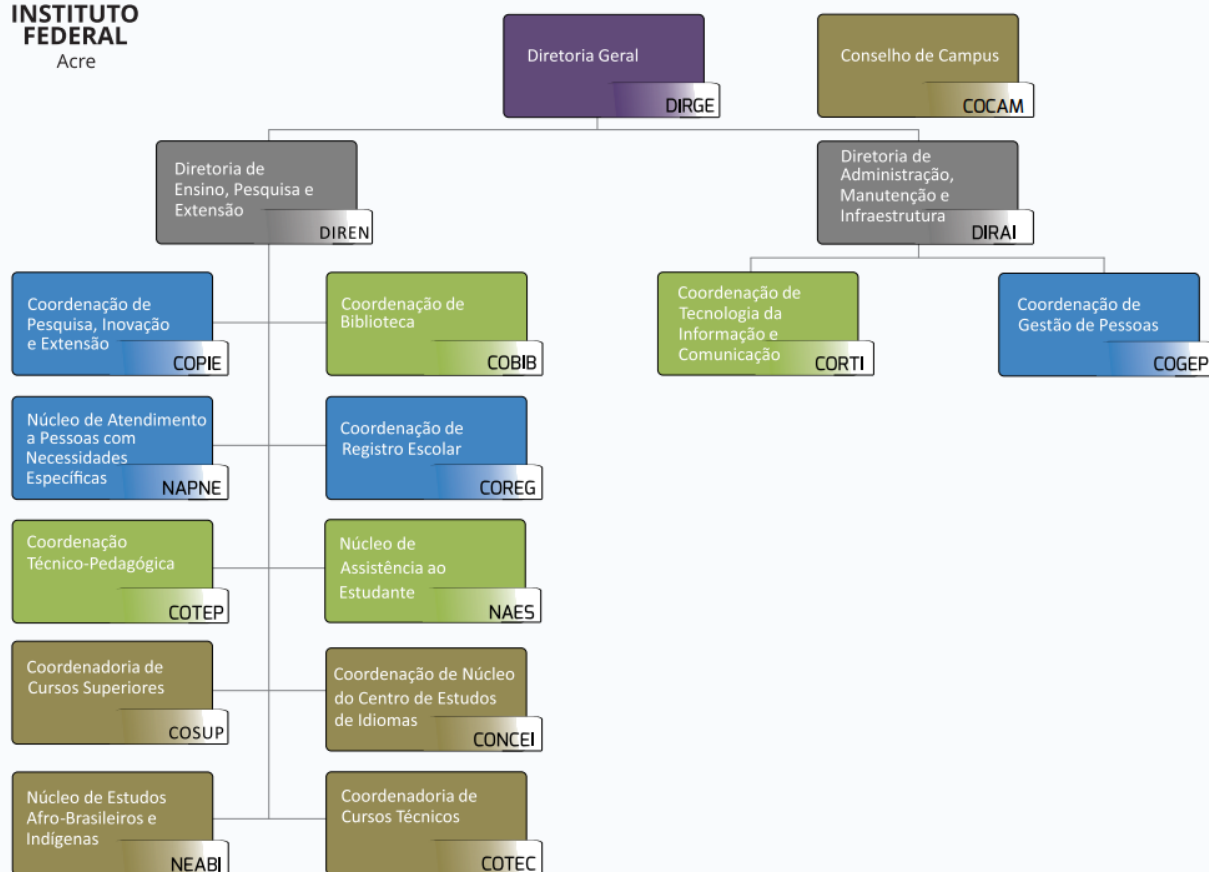 INSTITUTO
FEDERAL
Acre
Diretoria Geral
DIRGE
Conselho de Campus
COCAM
Diretoria de
Ensino, Pesquisa e
Extensão
DIREN
Diretoria de
Administração,
Manutenção e
Infraestrutura
DIRAI
Coordenação de
Pesquisa, Inovação
e Extensão
COPIE
Coordenação de
Biblioteca
COBIB
Coordenação de
Tecnologia da
Informação e
Comunicação
CORTI
Coordenação de
Gestão de Pessoas
COGEP
Núcleo de Atendimento
a Pessoas com
Necessidades
Específicas
NAPNE
Coordenação de
Registro Escolar
COREG
Coordenação
Técnico-Pedagógica
COTEP
Núcleo de
Assistência ao
Estudante
NAES
Coordenadoria de
Cursos Superiores
COSUP
Coordenação de Núcleo
do Centro de Estudos
de Idiomas
CONCEI
Núcleo de Estudos
Afro-Brasileiros e
Indígenas
NEABI
Coordenadoria de
Cursos Técnicos
COTEC